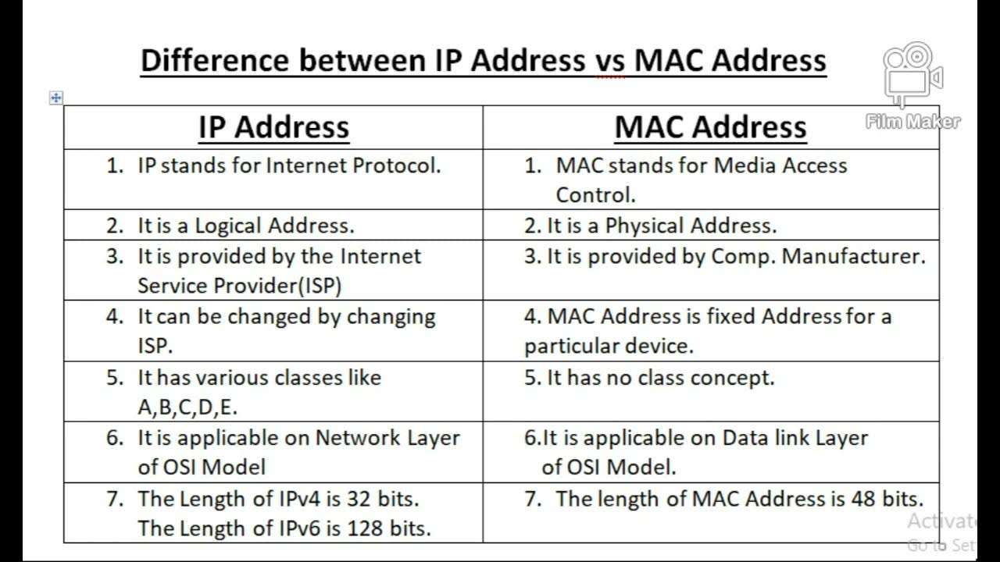 Difference between IP Address vs MAC Address
Film Maker
IP Address
MAC Address
1. IP stands for Internet Protocol.
1. MAC stands for Media Access
Control.
2. It is a Logical Address.
2. It is a Physical Address.
3. It is provided by the Internet
Service Provider(ISP)
3. It is provided by Comp. Manufacturer.
4. It can be changed by changing
ISP.
4. MAC Address is fixed Address for a
particular device.
5. It has various classes like
A,B,C,D,E.
5. It has no class concept.
6. It is applicable on Network Layer
of OSI Model
6.It is applicable on Data link Layer
of OSI Model.
7. The Length of IPv4 is 32 bits.
The Length of IPv6 is 128 bits.
7. The length of MAC Address is 48 bits.
Activate
Go to Set